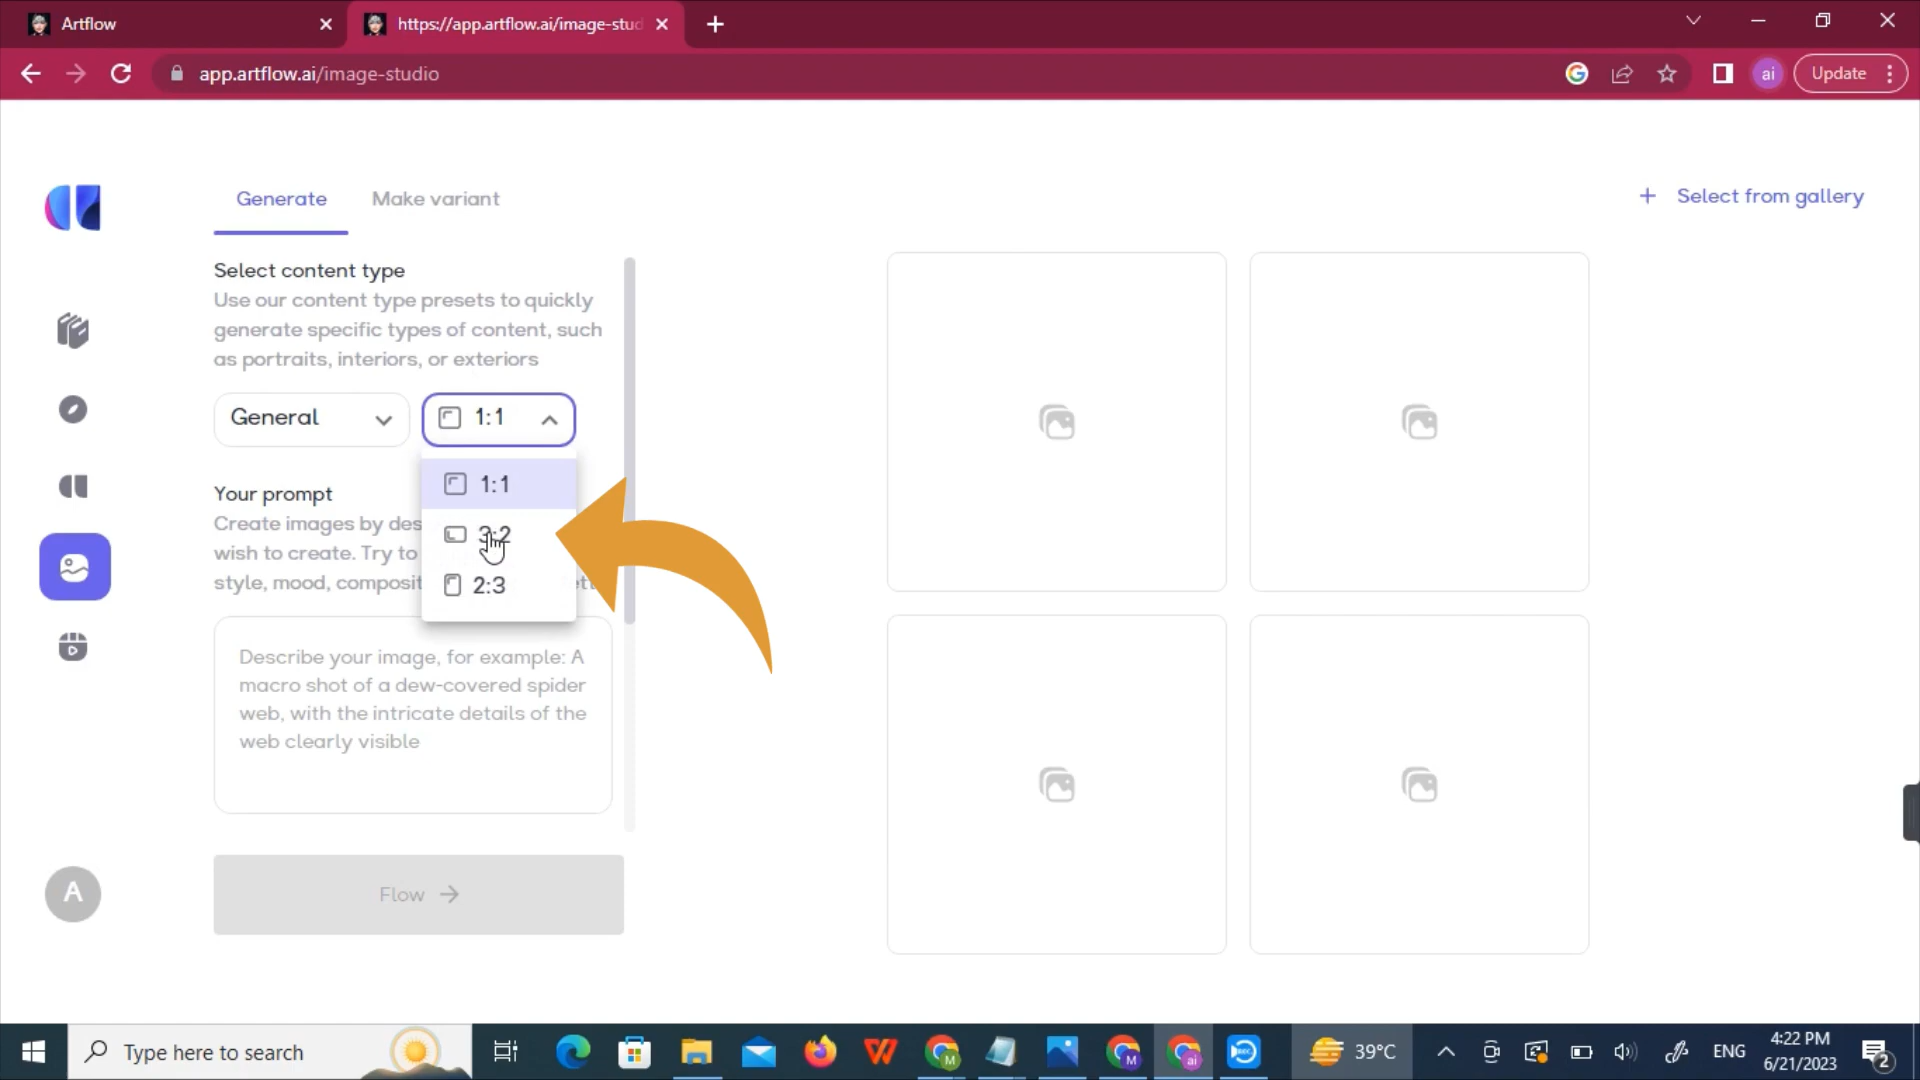 Artflow
https://app.artflow.ai/image-stud
app.artflow.ai/image-studio
ai
Update
Generate
Make variant
+ Select from gallery
Select content type
Use our content type presets to quickly
generate specific types of content, such
as portraits, interiors, or exteriors
General
1:1
1:1
3:2
2:3
Your prompt
Create images by des
wish to create. Try to
style, mood, composit
Describe your image, for example: A
macro shot of a dew-covered spider
web, with the intricate details of the
web clearly visible
A
Flow →
Type here to search
M
M
ai
39°C
ENG
4:22 PM
6/21/2023
2